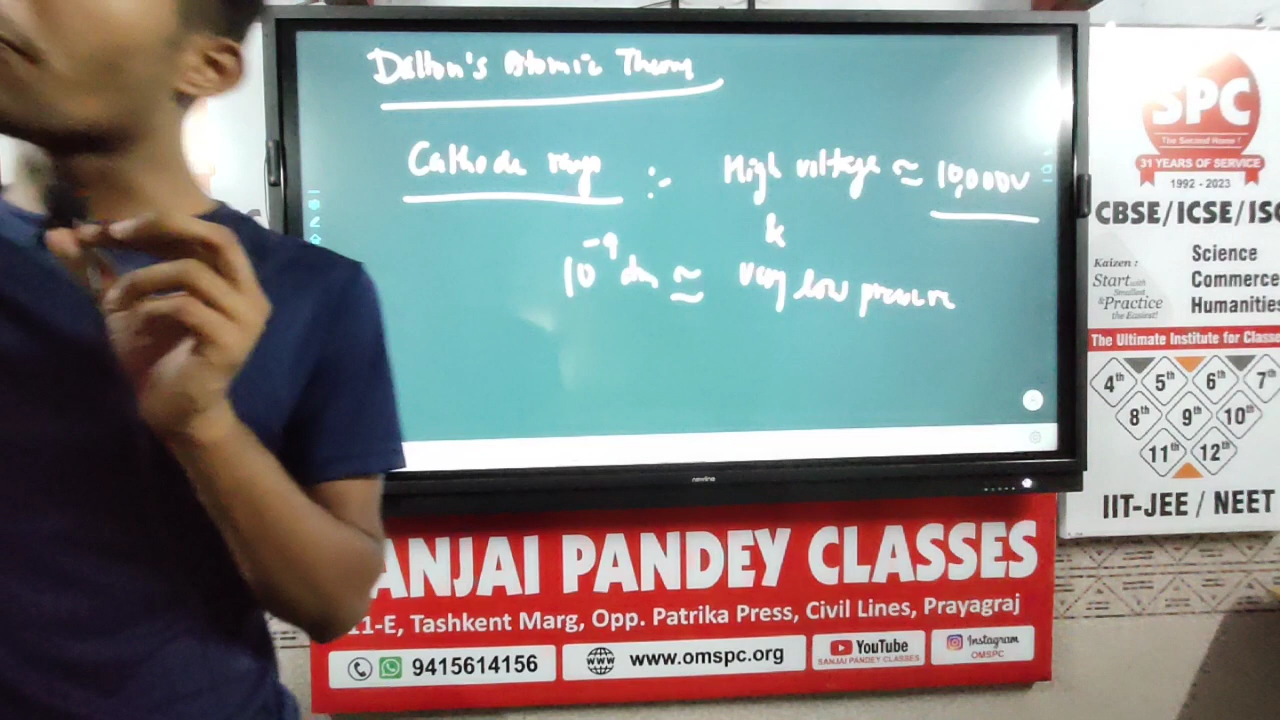 Dalton's Atomic Theory
Cathode rays :- High voltage ≈ 10,000V
&
10⁻⁹ dm ≈ very low pressure
SPC
The Second Home !
31 YEARS OF SERVICE
1992 - 2023
CBSE/ICSE/ISC
Kaizen :
Start with
Smallest
& Practice
the Easiest!
Science
Commerce
Humanities
The Ultimate Institute for Classe
4th 5th 6th 7th
8th 9th 10th
11th 12th
IIT-JEE / NEET
newline
ANJAI PANDEY CLASSES
11-E, Tashkent Marg, Opp. Patrika Press, Civil Lines, Prayagraj
9415614156
www.omspc.org
YouTube
SANJAI PANDEY CLASSES
Instagram
OMSPC